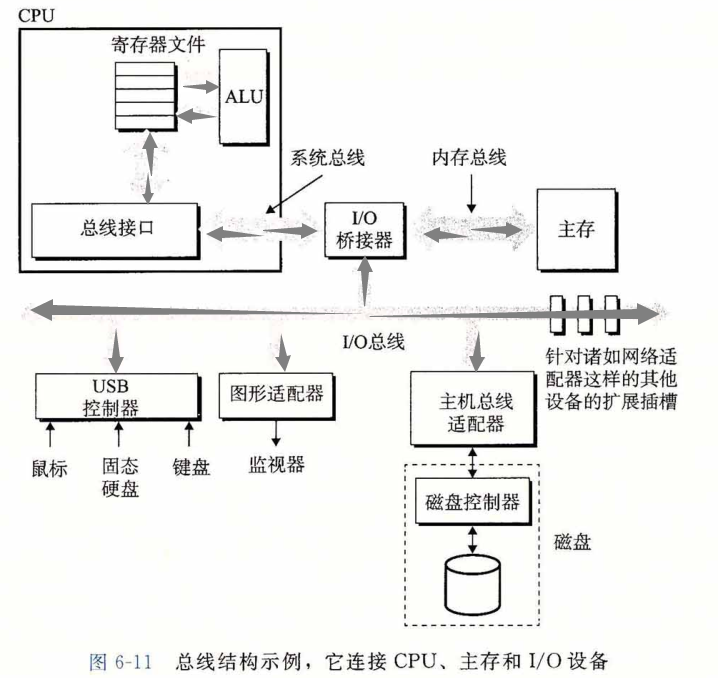 CPU
寄存器文件
ALU
系统总线
内存总线
总线接口
I/O
桥接器
主存
I/O总线
针对诸如网络适
配器这样的其他
设备的扩展插槽
USB
控制器
图形适配器
主机总线
适配器
鼠标
固态
硬盘
键盘
监视器
磁盘控制器
磁盘
图 6-11 总线结构示例，它连接 CPU、主存和 I/O 设备